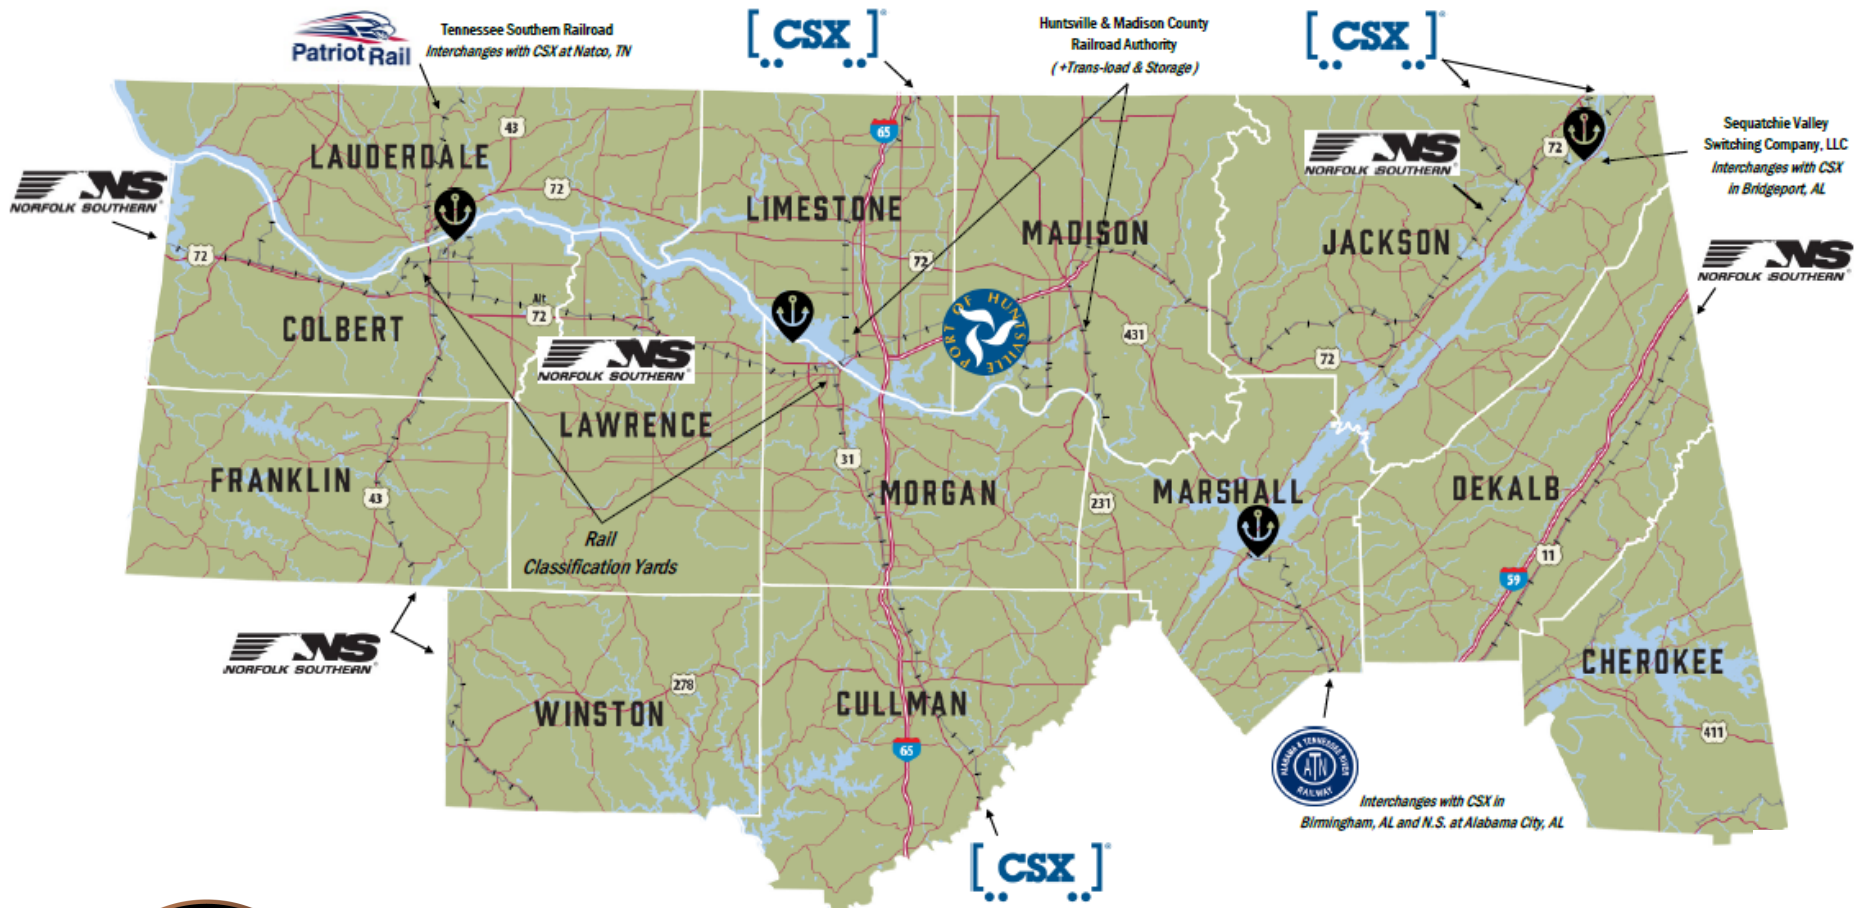 Patriot Rail
Tennessee Southern Railroad
Interchanges with CSX at Natco, TN
[CSX]®
Huntsville & Madison County
Railroad Authority
( +Trans-load & Storage )
[CSX]®
Sequatchie Valley
Switching Company, LLC
Interchanges with CSX
in Bridgeport, AL
43
65
72
LAUDERDALE
NS
NORFOLK SOUTHERN®
NS
NORFOLK SOUTHERN®
72
LIMESTONE
MADISON
JACKSON
NS
NORFOLK SOUTHERN®
72
72
Alt
72
COLBERT
PORT OF HUNTSVILLE
431
72
NS
NORFOLK SOUTHERN®
LAWRENCE
31
FRANKLIN
43
MORGAN
231
MARSHALL
DEKALB
Rail
Classification Yards
11
59
NS
NORFOLK SOUTHERN®
278
WINSTON
CULLMAN
65
CHEROKEE
411
ALABAMA & TENNESSEE RIVER
ATN
RAILWAY
Interchanges with CSX in
Birmingham, AL and N.S. at Alabama City, AL
[CSX]®